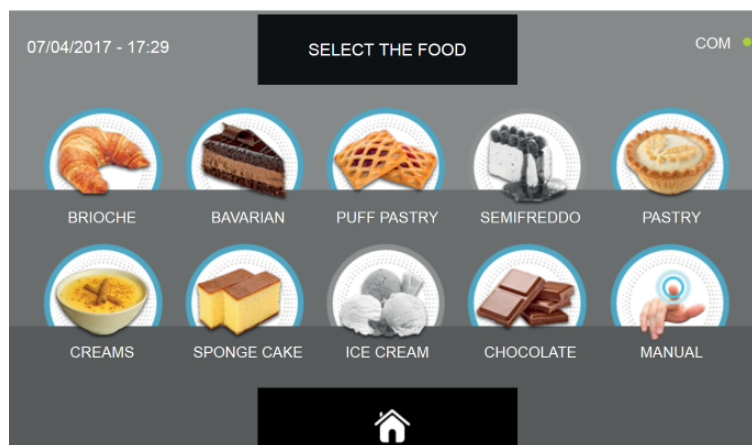 07/04/2017 - 17:29
SELECT THE FOOD
COM
BRIOCHE
BAVARIAN
PUFF PASTRY
SEMIFREDDO
PASTRY
CREAMS
SPONGE CAKE
ICE CREAM
CHOCOLATE
MANUAL